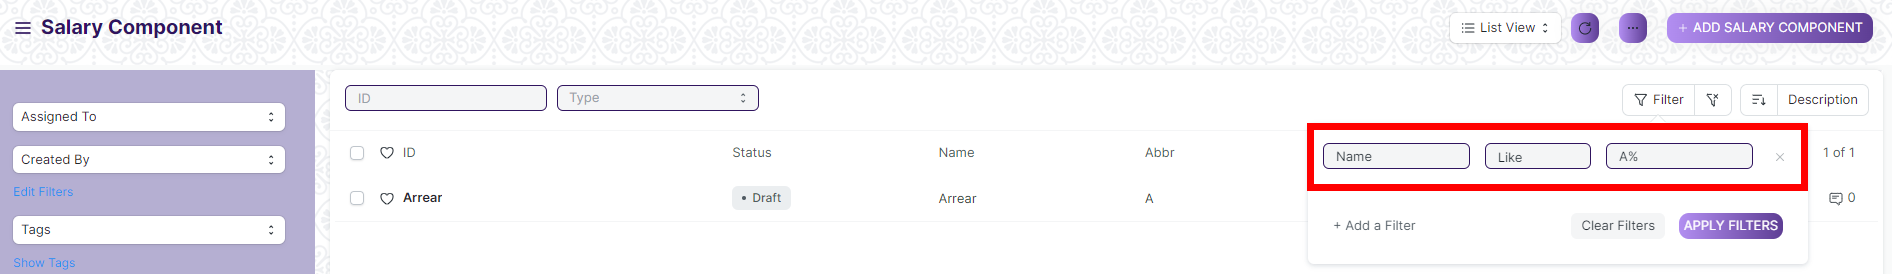 Salary Component
List View
+ ADD SALARY COMPONENT
Assigned To
Created By
Edit Filters
Tags
Show Tags
ID
Type
Filter
Description
ID Status Name Abbr 1 of 1
Arrear Draft Arrear A 0
Name Like A%
+ Add a Filter Clear Filters APPLY FILTERS